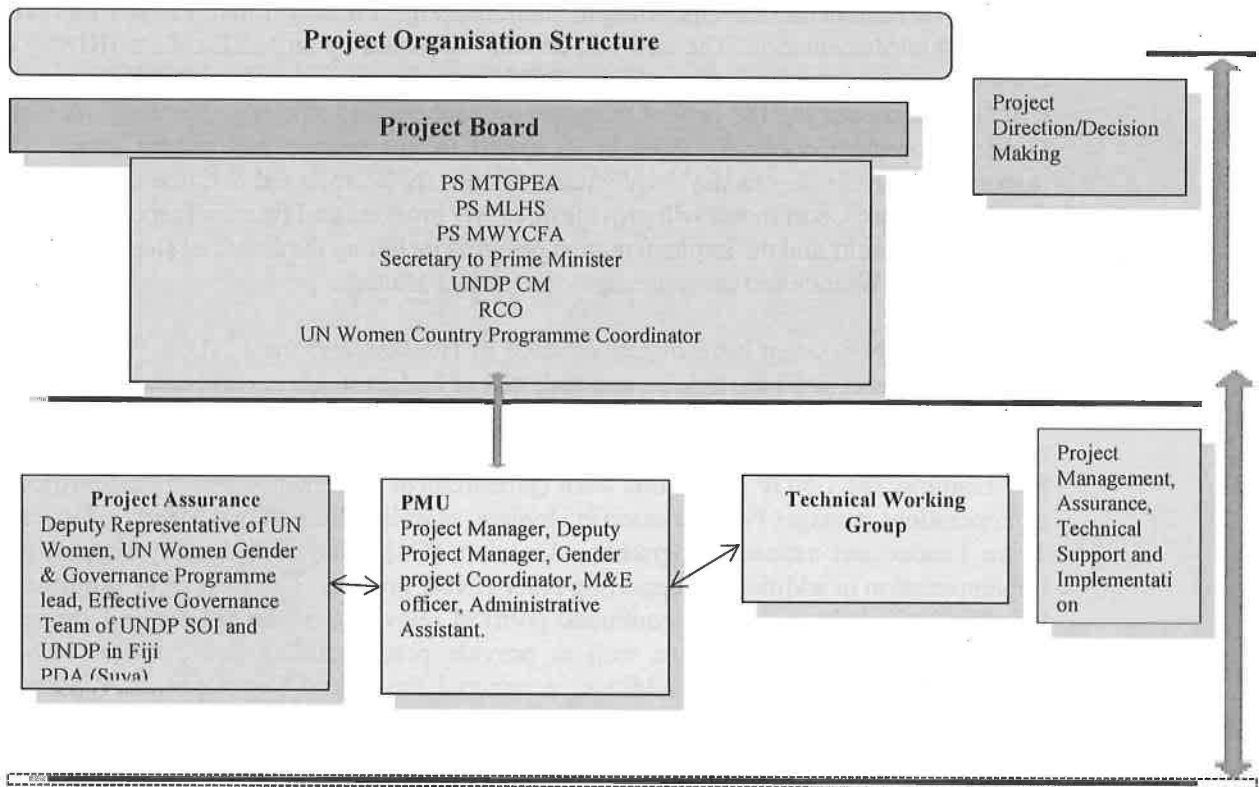 Project Organisation Structure
Project Board
PS MTGPEA
PS MLHS
PS MWYCFA
Secretary to Prime Minister
UNDP CM
RCO
UN Women Country Programme Coordinator
Project
Direction/Decision
Making
Project Assurance
Deputy Representative of UN
Women, UN Women Gender
& Governance Programme
lead, Effective Governance
Team of UNDP SOI and
UNDP in Fiji
PDA (Suva)
PMU
Project Manager, Deputy
Project Manager, Gender
project Coordinator, M&E
officer, Administrative
Assistant.
Technical Working
Group
Project
Management,
Assurance,
Technical
Support and
Implementati
on